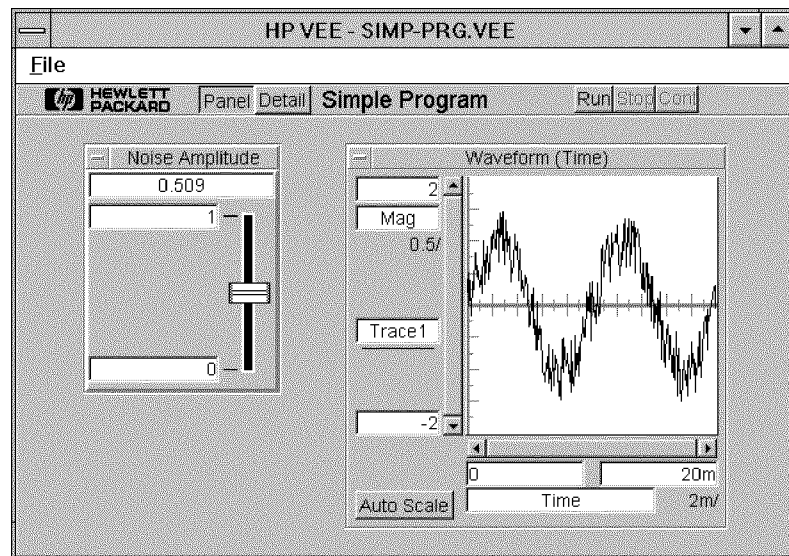 HP VEE - SIMP-PRG.VEE
File
hp HEWLETT PACKARD Panel Detail Simple Program Run Stop Cont
Noise Amplitude
0.509
1
0
Waveform (Time)
2
Mag
0.5/
Trace1
-2
0 20m
Auto Scale Time 2m/